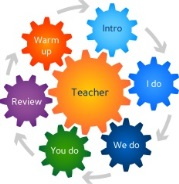 Intro
Warm
up
I do
Teacher
Review
You do
We do